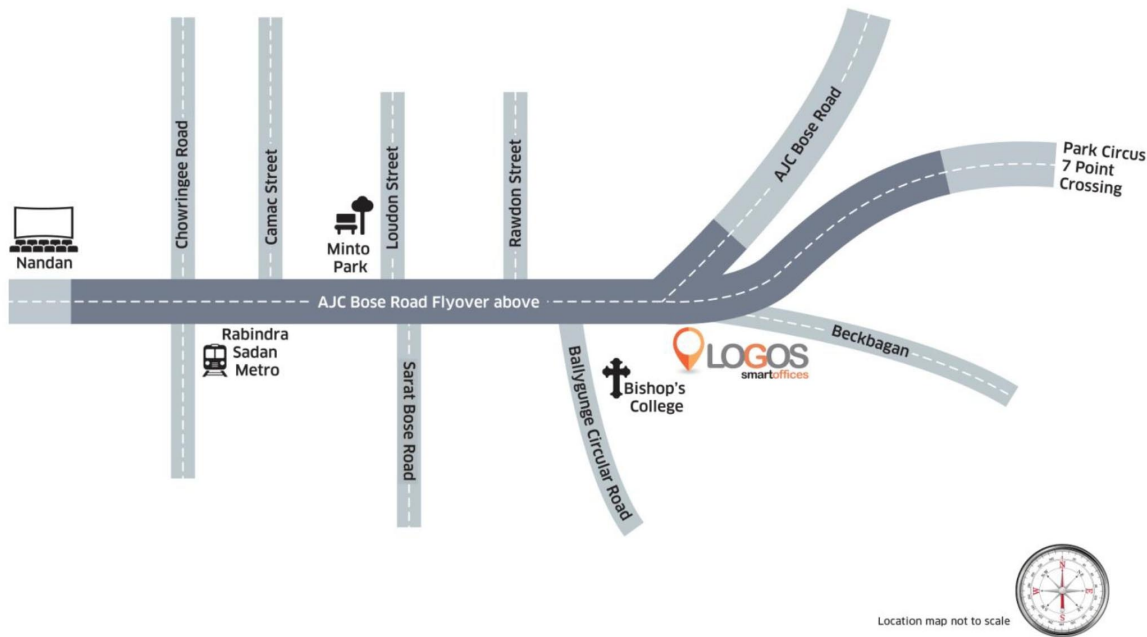 Chowringee Road
Camac Street
Loudon Street
Rawdon Street
AJC Bose Road
Park Circus
7 Point
Crossing
Nandan
Minto
Park
AJC Bose Road Flyover above
Rabindra
Sadan
Metro
Sarat Bose Road
Ballygunge Circular Road
Bishop's
College
LOGOS
smartoffices
Beckbagan
Location map not to scale
N
W
E
S